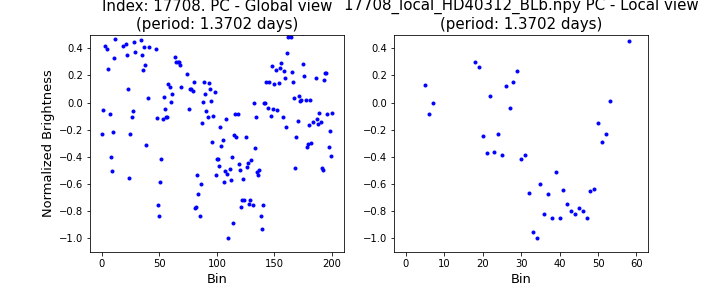 Index: 17708. PC - Global view
(period: 1.3702 days)
17708_local_HD40312_BLb.npy PC - Local view
(period: 1.3702 days)
Normalized Brightness
0.4
0.2
0.0
−0.2
−0.4
−0.6
−0.8
−1.0
0 50 100 150 200
Bin
0.4
0.2
0.0
−0.2
−0.4
−0.6
−0.8
−1.0
0 10 20 30 40 50 60
Bin